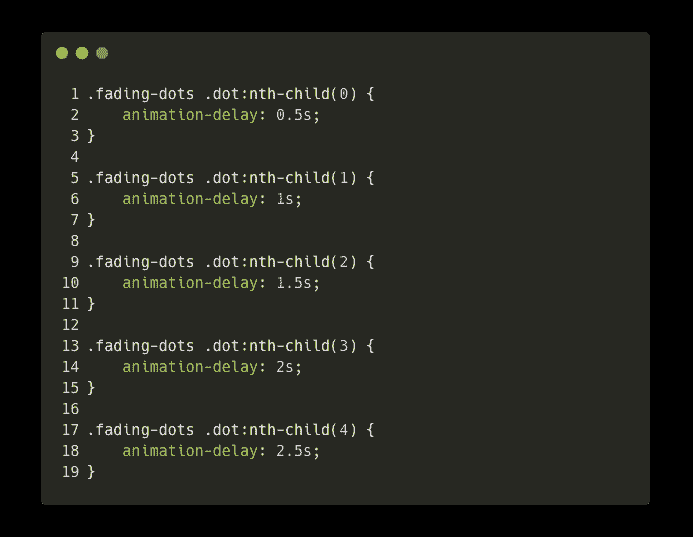 1 .fading-dots .dot:nth-child(0) {
2     animation-delay: 0.5s;
3 }
4
5 .fading-dots .dot:nth-child(1) {
6     animation-delay: 1s;
7 }
8
9 .fading-dots .dot:nth-child(2) {
10     animation-delay: 1.5s;
11 }
12
13 .fading-dots .dot:nth-child(3) {
14     animation-delay: 2s;
15 }
16
17 .fading-dots .dot:nth-child(4) {
18     animation-delay: 2.5s;
19 }